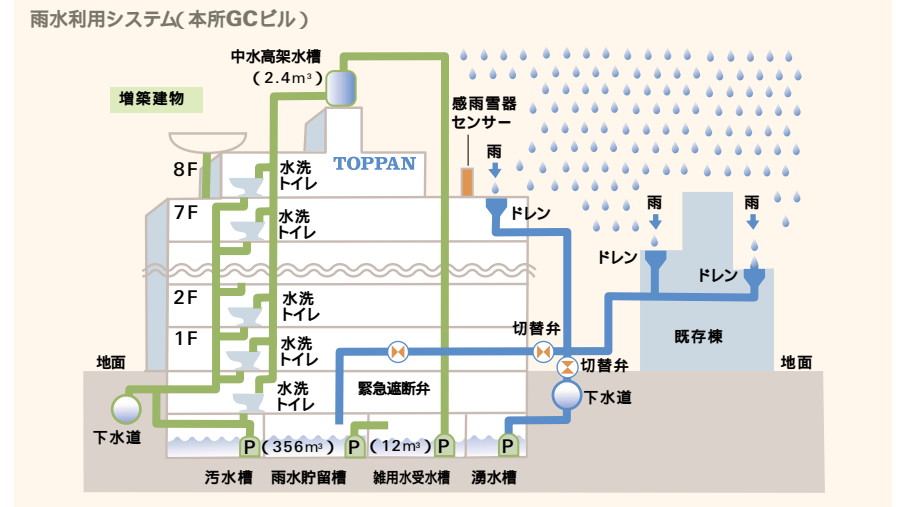 雨水利用システム(本所GCビル)
中水高架水槽
(2.4m³)
増築建物
感雨雪器
センサー
雨
TOPPAN
8F
水洗
トイレ
7F
水洗
トイレ
ドレン
雨
雨
ドレン
ドレン
2F
水洗
トイレ
1F
水洗
トイレ
切替弁
既存棟
地面
地面
切替弁
水洗
トイレ
緊急遮断弁
下水道
下水道
P
(356m³)
P
(12m³)
P
P
汚水槽
雨水貯留槽
雑用水受水槽
湧水槽